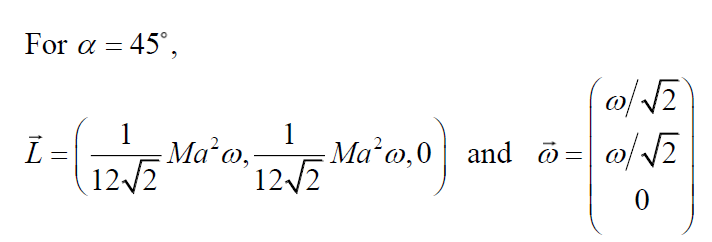 For α = 45°,
L⃗ = (1/12√2 Ma²ω, 1/12√2 Ma²ω, 0) and ω⃗ = (ω/√2
ω/√2
0)